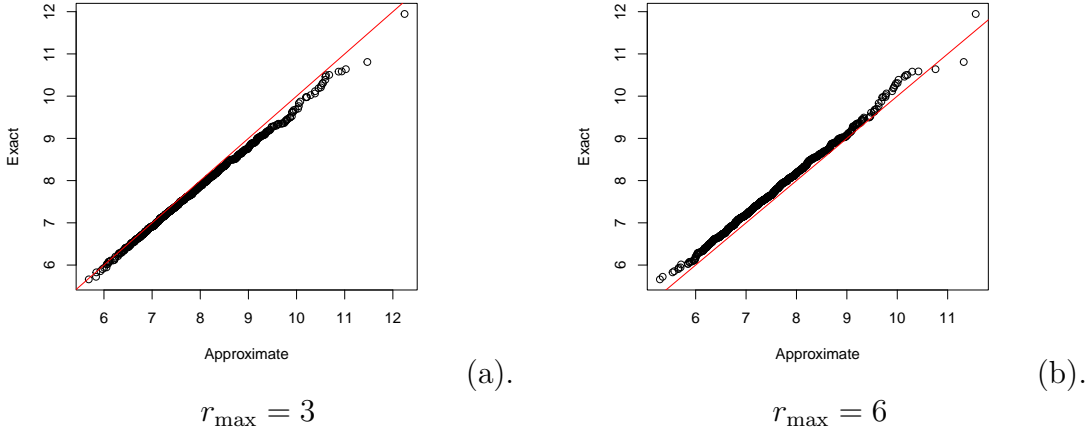 12
11
10
9
8
7
6
Exact
6 7 8 9 10 11 12
Approximate
(a).
r_max = 3
12
11
10
9
8
7
6
Exact
6 7 8 9 10 11
Approximate
(b).
r_max = 6